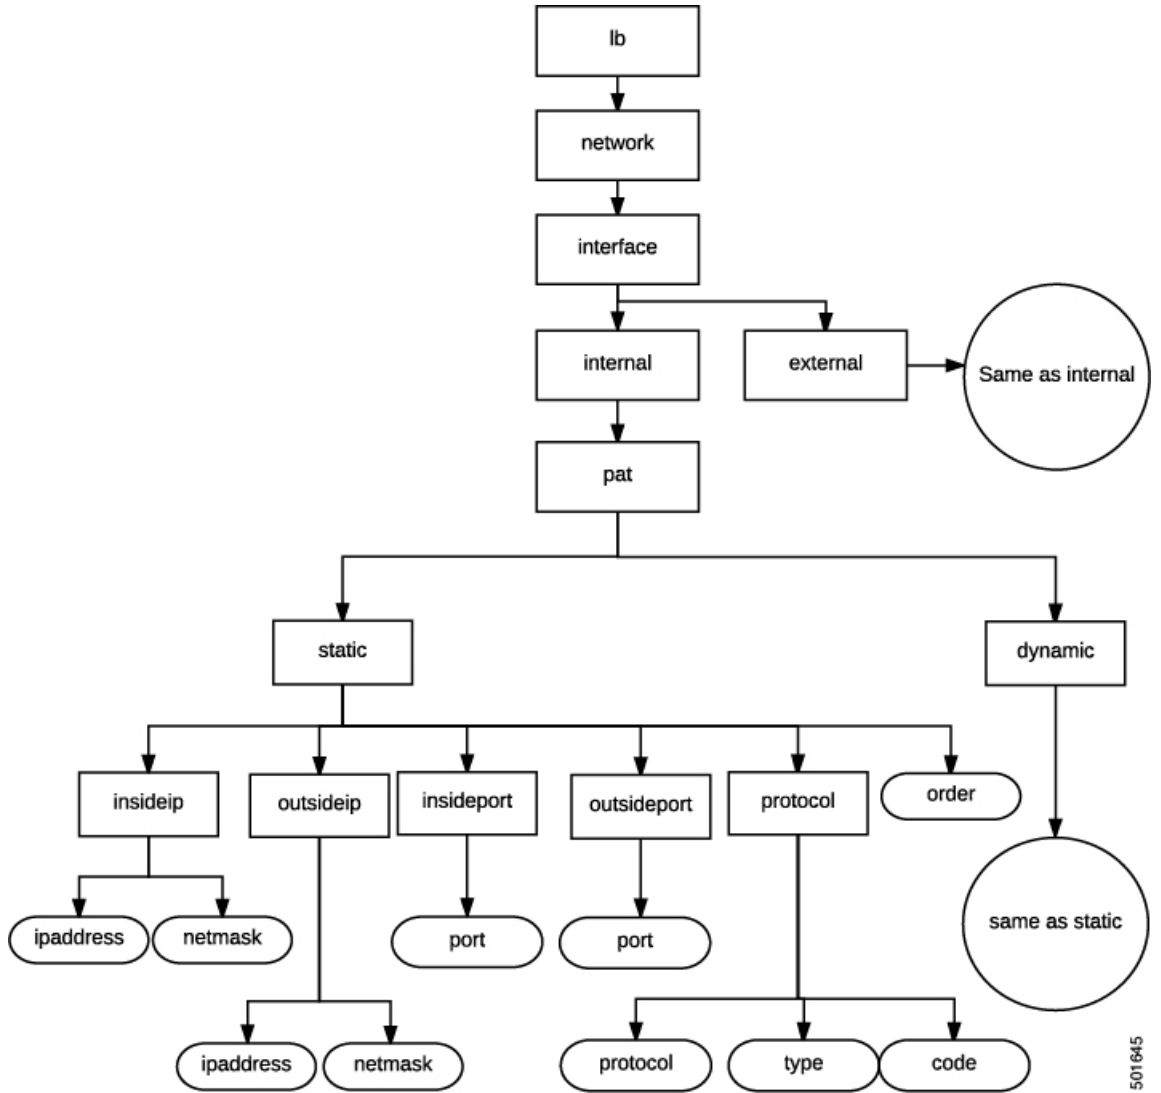 lb
network
interface
internal
external
Same as internal
pat
static
dynamic
insideip
outsideip
insideport
outsideport
protocol
order
ipaddress
netmask
port
port
same as static
ipaddress
netmask
protocol
type
code
501645